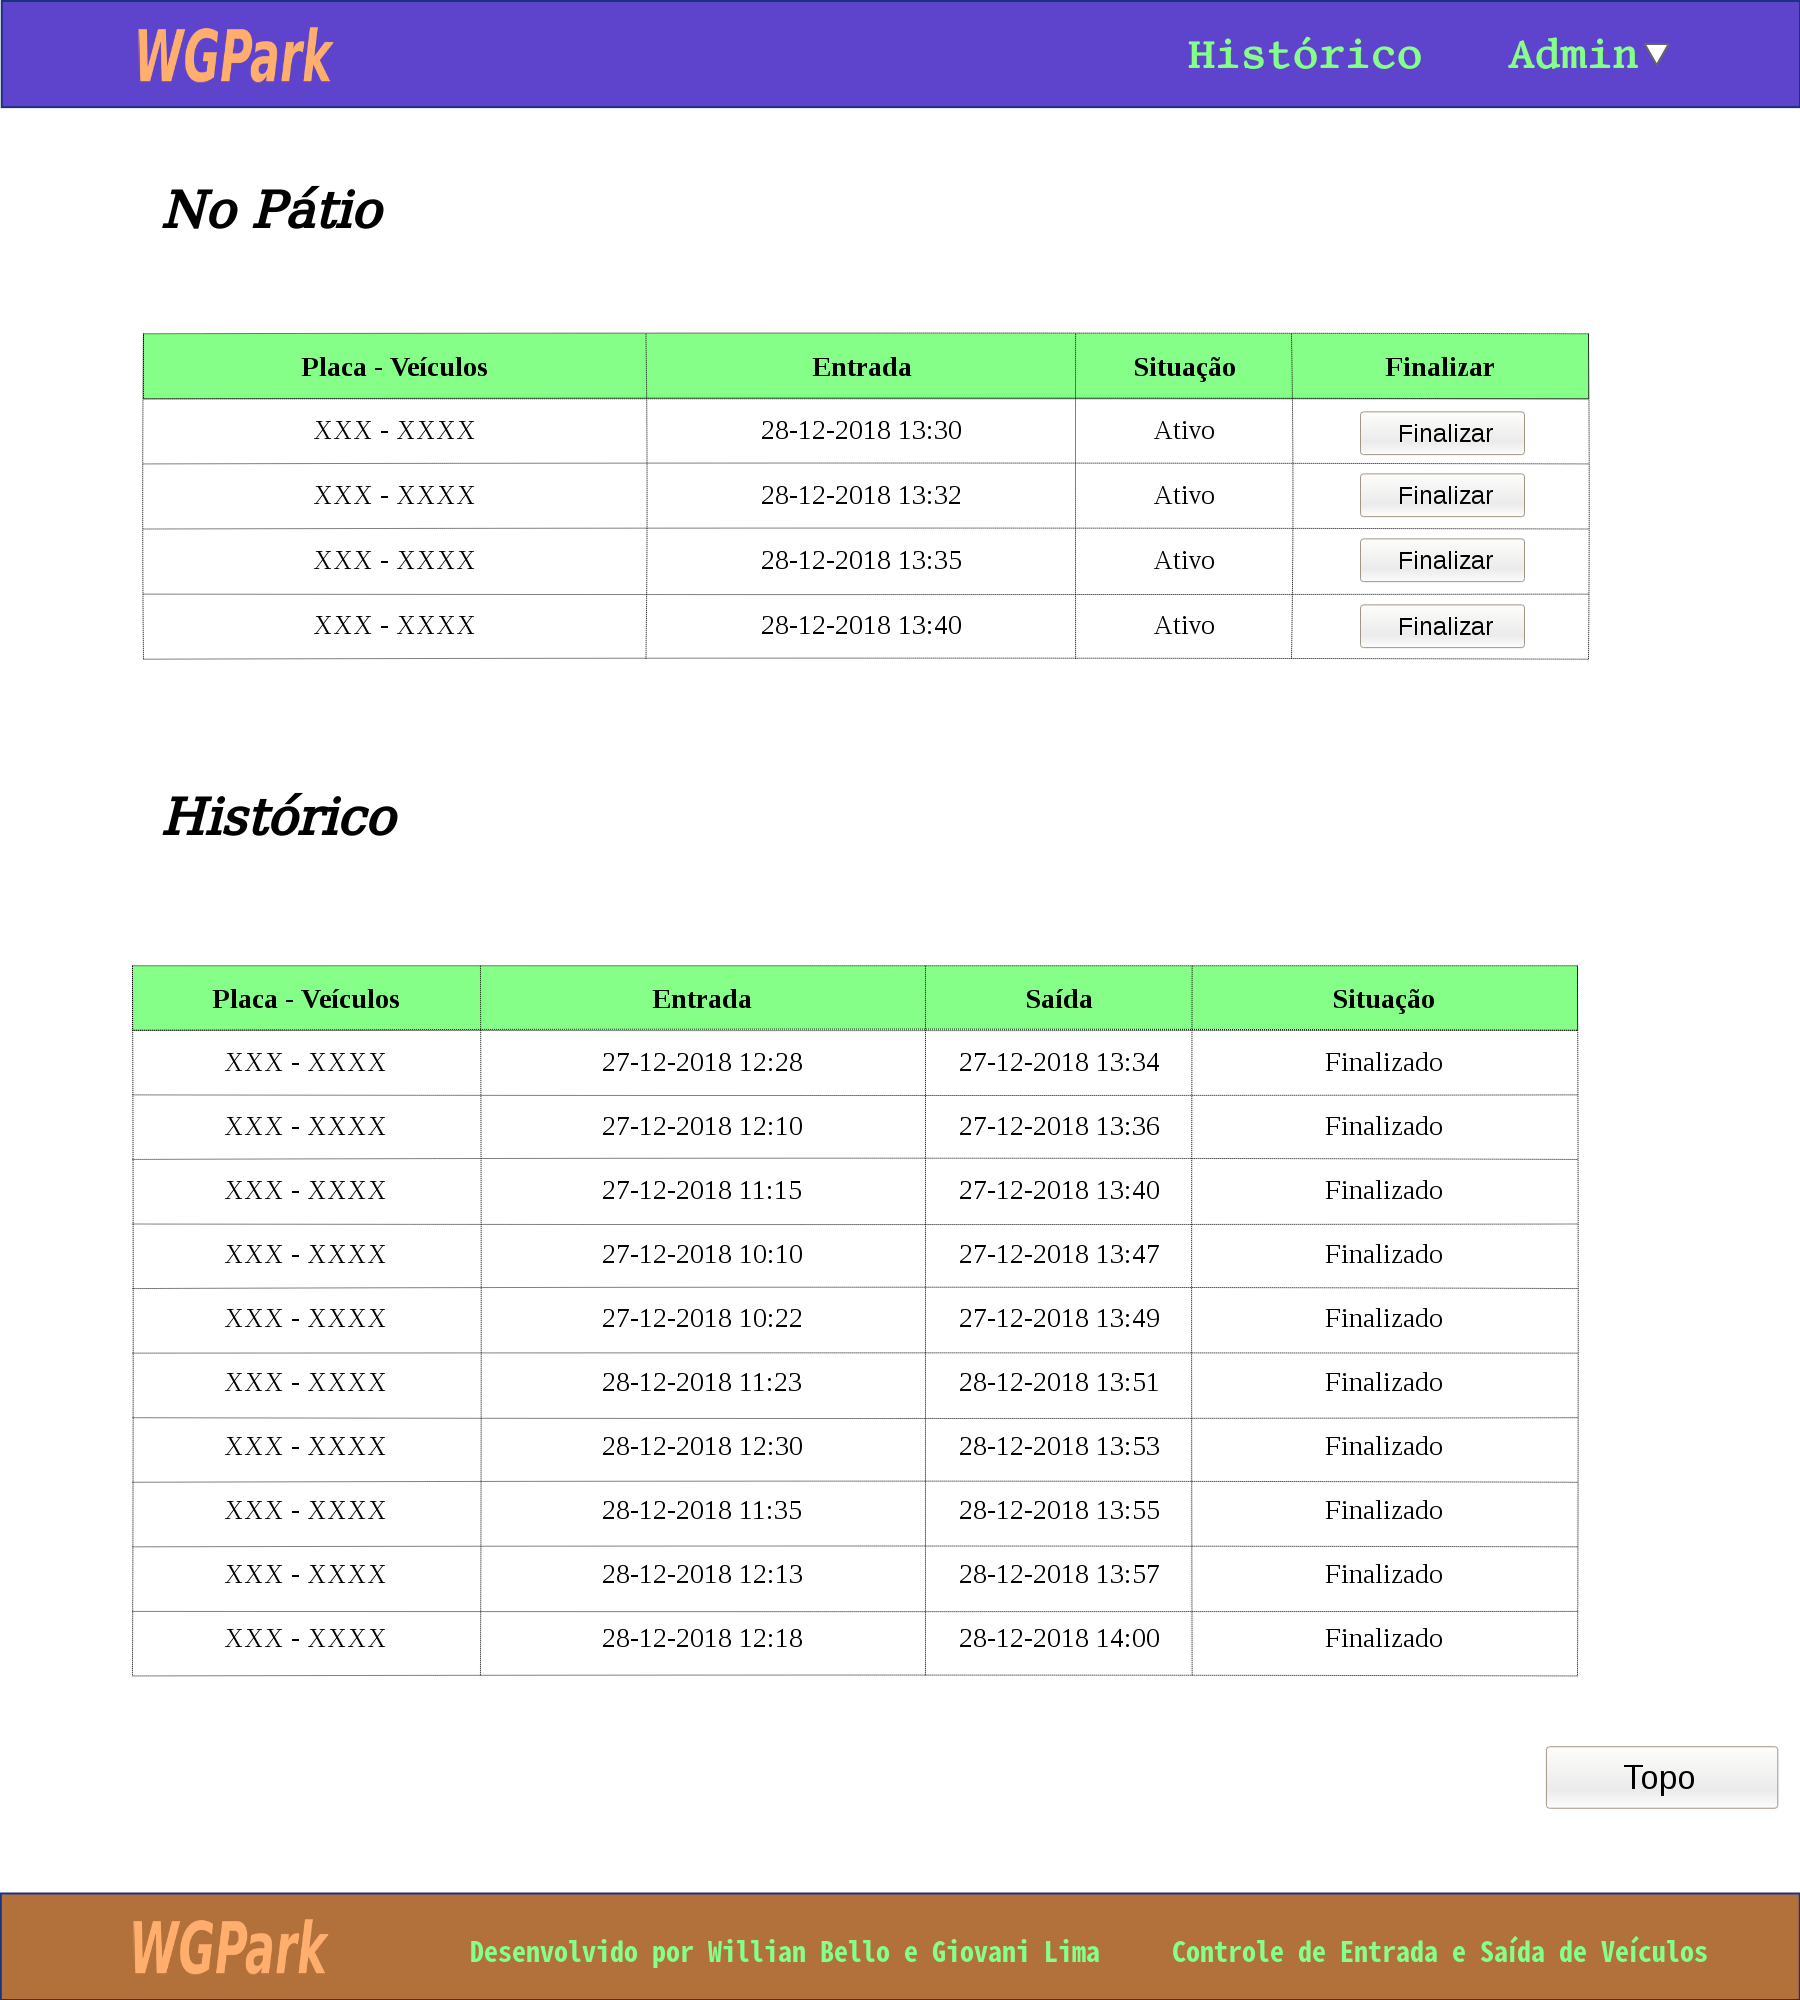 WGPark Histórico Admin
No Pátio
Placa - Veículos Entrada Situação Finalizar
XXX - XXXX 28-12-2018 13:30 Ativo Finalizar
XXX - XXXX 28-12-2018 13:32 Ativo Finalizar
XXX - XXXX 28-12-2018 13:35 Ativo Finalizar
XXX - XXXX 28-12-2018 13:40 Ativo Finalizar
Histórico
Placa - Veículos Entrada Saída Situação
XXX - XXXX 27-12-2018 12:28 27-12-2018 13:34 Finalizado
XXX - XXXX 27-12-2018 12:10 27-12-2018 13:36 Finalizado
XXX - XXXX 27-12-2018 11:15 27-12-2018 13:40 Finalizado
XXX - XXXX 27-12-2018 10:10 27-12-2018 13:47 Finalizado
XXX - XXXX 27-12-2018 10:22 27-12-2018 13:49 Finalizado
XXX - XXXX 28-12-2018 11:23 28-12-2018 13:51 Finalizado
XXX - XXXX 28-12-2018 12:30 28-12-2018 13:53 Finalizado
XXX - XXXX 28-12-2018 11:35 28-12-2018 13:55 Finalizado
XXX - XXXX 28-12-2018 12:13 28-12-2018 13:57 Finalizado
XXX - XXXX 28-12-2018 12:18 28-12-2018 14:00 Finalizado
Topo
WGPark Desenvolvido por Willian Bello e Giovani Lima Controle de Entrada e Saída de Veículos